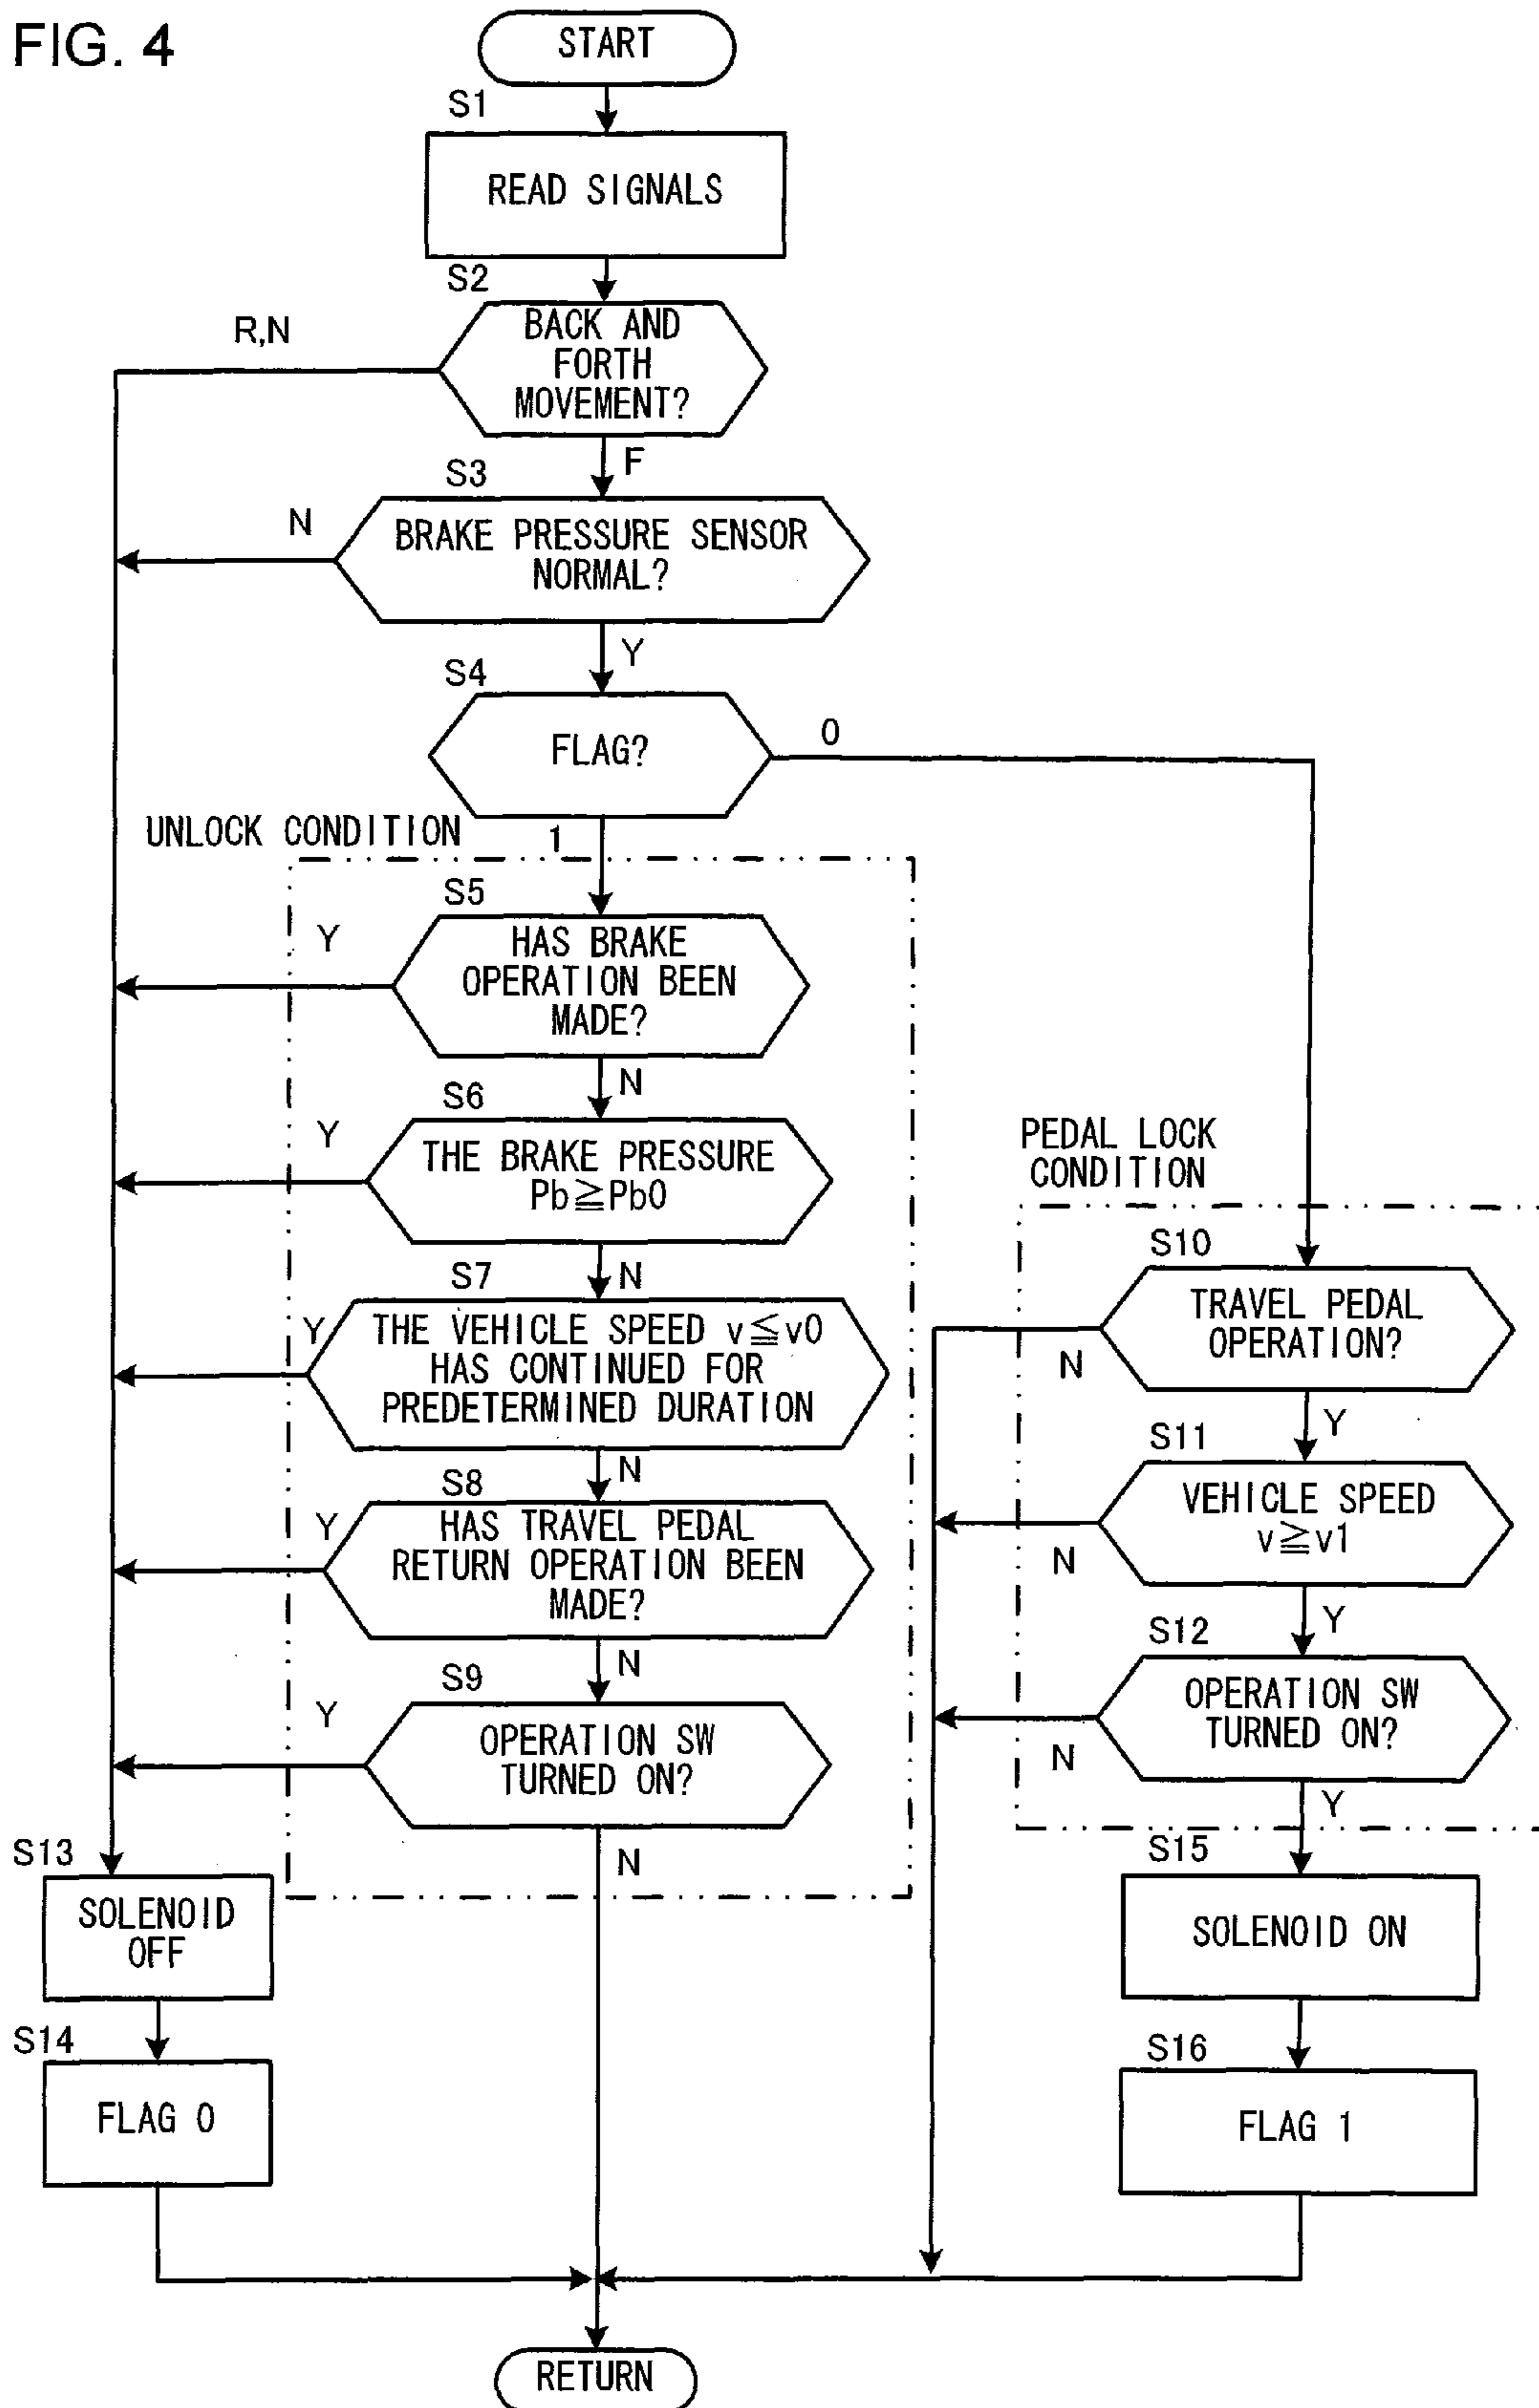 FIG. 4
START
S1
READ SIGNALS
S2
BACK AND
FORTH
MOVEMENT?
R,N
F
S3
BRAKE PRESSURE SENSOR
NORMAL?
N
Y
S4
FLAG?
0
1
UNLOCK CONDITION
S5
HAS BRAKE
OPERATION BEEN
MADE?
Y
N
S6
THE BRAKE PRESSURE
Pb≧Pb0
Y
N
S7
THE VEHICLE SPEED v≦v0
HAS CONTINUED FOR
PREDETERMINED DURATION
Y
N
S8
HAS TRAVEL PEDAL
RETURN OPERATION BEEN
MADE?
Y
N
S9
OPERATION SW
TURNED ON?
Y
N
PEDAL LOCK
CONDITION
S10
TRAVEL PEDAL
OPERATION?
N
Y
S11
VEHICLE SPEED
v≧v1
N
Y
S12
OPERATION SW
TURNED ON?
N
Y
S13
SOLENOID
OFF
S14
FLAG 0
S15
SOLENOID ON
S16
FLAG 1
RETURN